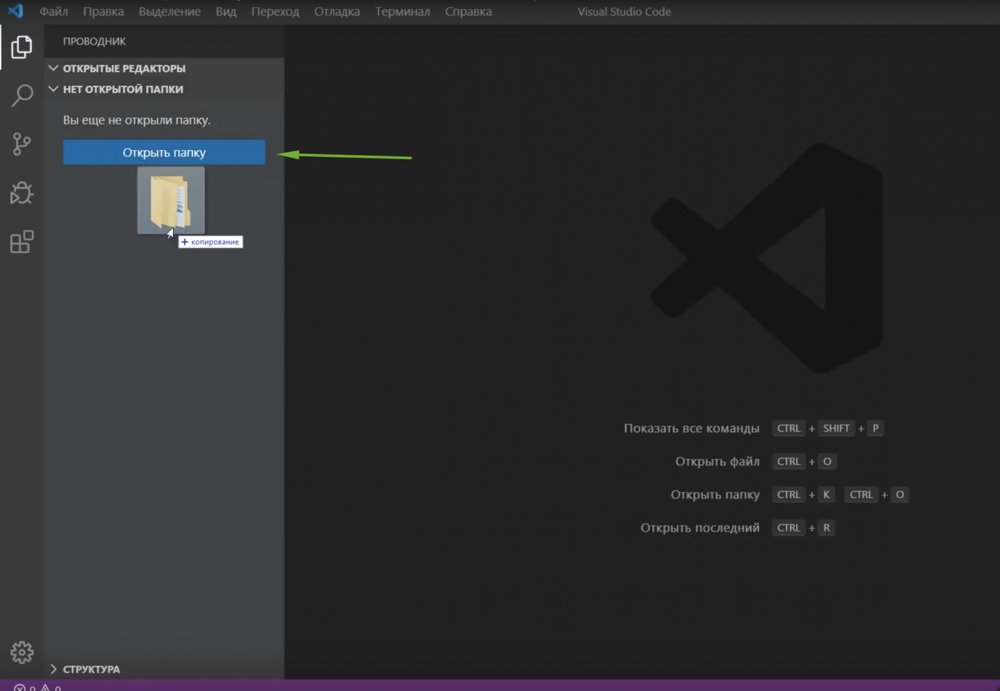 Файл Правка Выделение Вид Переход Отладка Терминал Справка Visual Studio Code
ПРОВОДНИК
ОТКРЫТЫЕ РЕДАКТОРЫ
НЕТ ОТКРЫТОЙ ПАПКИ
Вы еще не открыли папку.
Открыть папку
+ копирование
Показать все команды CTRL + SHIFT + P
Открыть файл CTRL + O
Открыть папку CTRL + K CTRL + O
Открыть последний CTRL + R
СТРУКТУРА
0 0